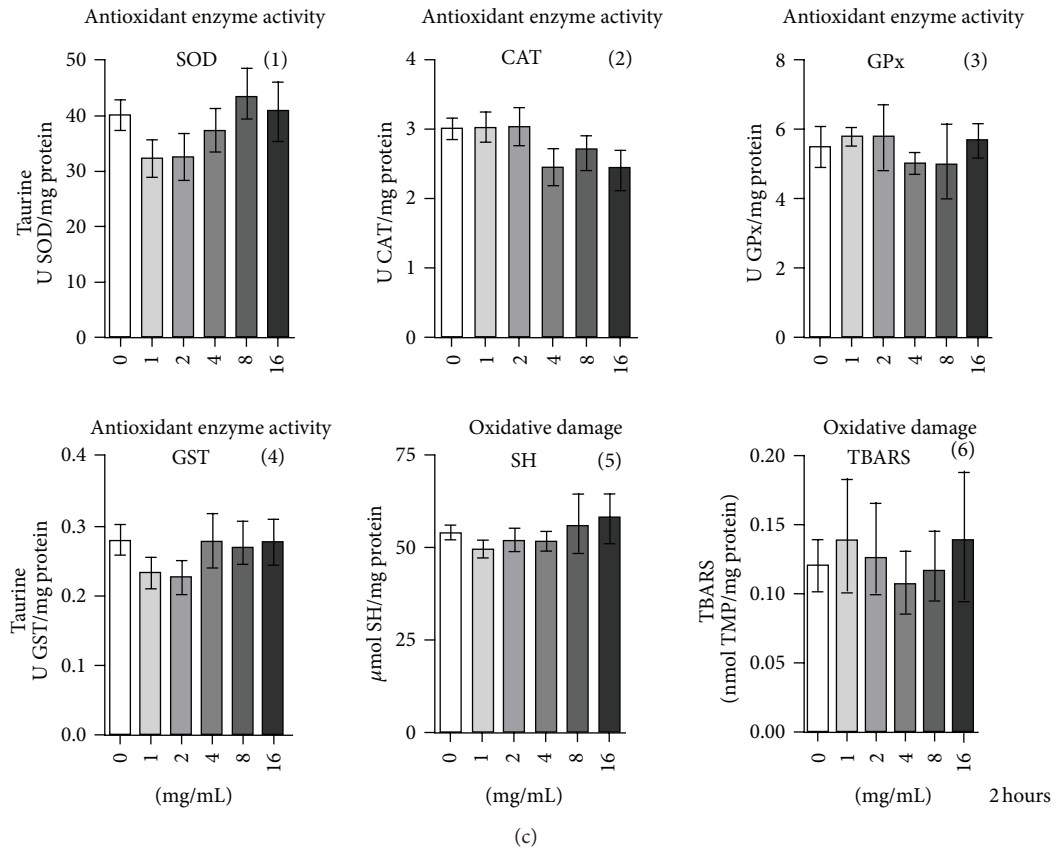 Antioxidant enzyme activity
SOD (1)
Taurine
U SOD/mg protein
50
40
30
20
10
0
0 1 2 4 8 16
Antioxidant enzyme activity
CAT (2)
U CAT/mg protein
4
3
2
1
0
0 1 2 4 8 16
Antioxidant enzyme activity
GPx (3)
U GPx/mg protein
8
6
4
2
0
0 1 2 4 8 16
Antioxidant enzyme activity
GST (4)
Taurine
U GST/mg protein
0.4
0.3
0.2
0.1
0.0
0 1 2 4 8 16
(mg/mL)
Oxidative damage
SH (5)
μmol SH/mg protein
75
50
25
0
0 1 2 4 8 16
(mg/mL)
Oxidative damage
TBARS (6)
TBARS
(nmol TMP/mg protein)
0.20
0.15
0.10
0.05
0.00
0 1 2 4 8 16
(mg/mL) 2 hours
(c)